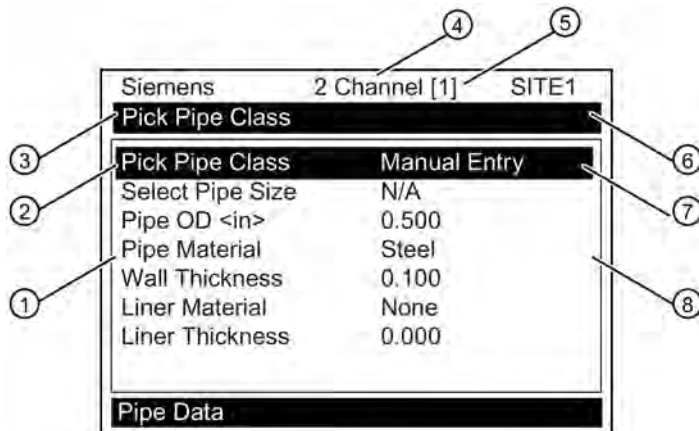 4 5
Siemens 2 Channel [1] SITE1
3 Pick Pipe Class 6
2 Pick Pipe Class Manual Entry 7
Select Pipe Size N/A
Pipe OD <in> 0.500
1 Pipe Material Steel 8
Wall Thickness 0.100
Liner Material None
Liner Thickness 0.000
Pipe Data